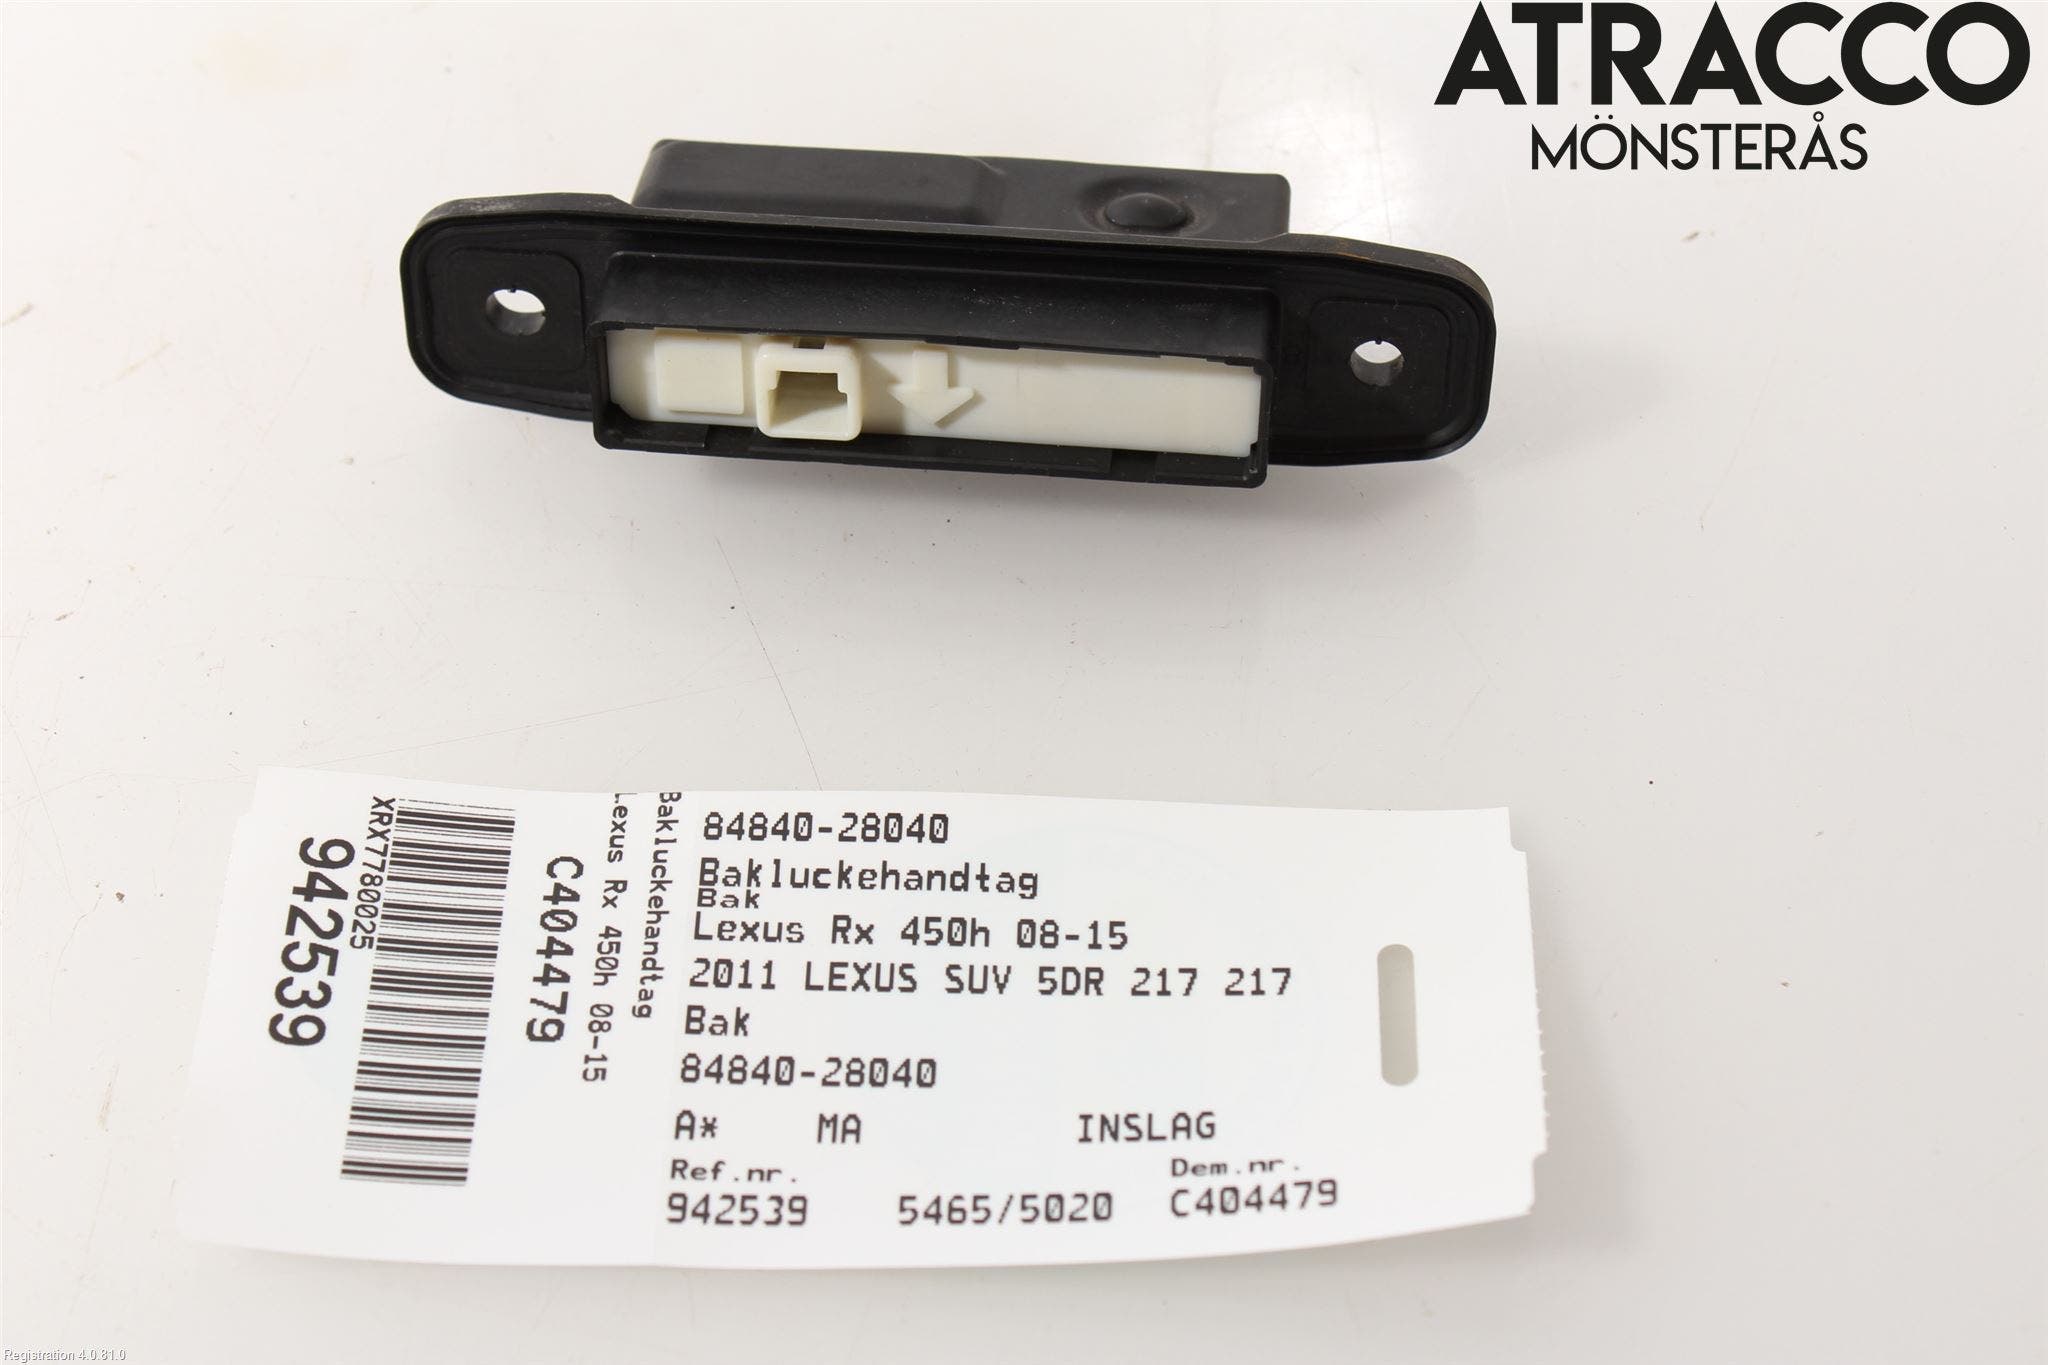 ATRACCO
MÖNSTERÅS
84840-28040
Bakluckehandtag
Bak
Lexus Rx 450h 08-15
2011 LEXUS SUV 5DR 217 217
Bak
84840-28040
A* MA INSLAG
Ref.nr. Dem.nr.
942539 5465/5020 C404479
Bakluckehandtag
Lexus Rx 450h 08-15
C404479
XRX7780025
942539
Registration 4.0.81.0